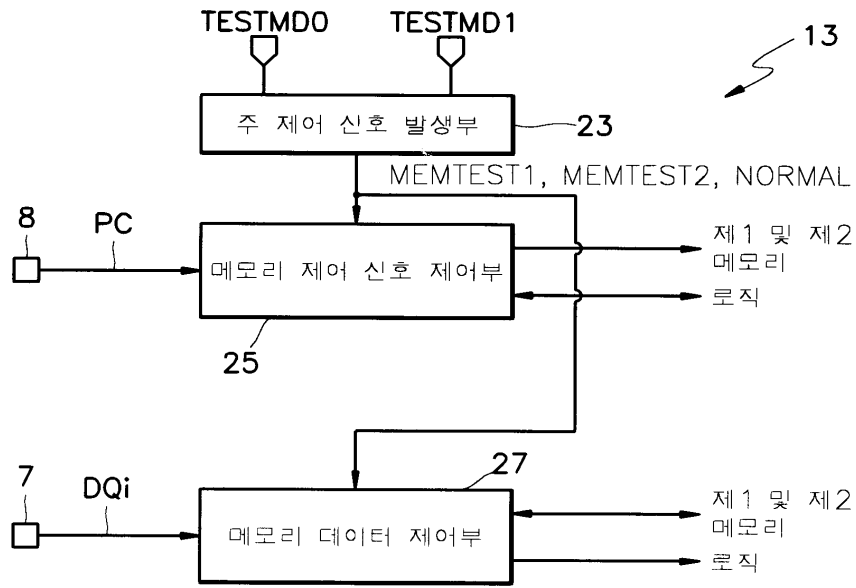 TESTMD0 TESTMD1
13
주 제어 신호 발생부
23
MEMTEST1, MEMTEST2, NORMAL
8
PC
메모리 제어 신호 제어부
25
제1 및 제2
메모리
로직
7
DQi
27
메모리 데이터 제어부
제1 및 제2
메모리
로직